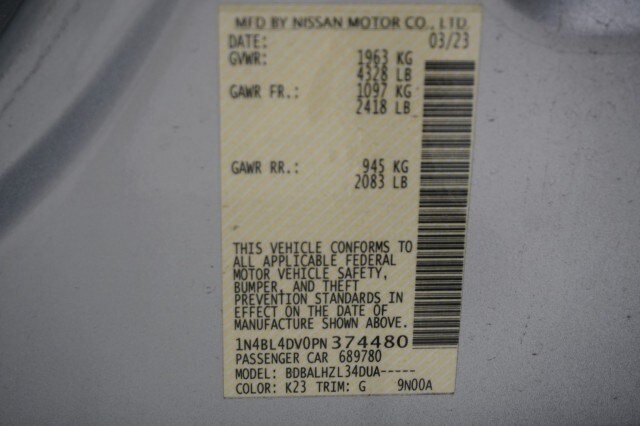 MFD BY NISSAN MOTOR CO., LTD.
DATE: 03/23
GVWR: 1963 KG
4328 LB
GAWR FR.: 1097 KG
2418 LB
GAWR RR.: 945 KG
2083 LB
THIS VEHICLE CONFORMS TO
ALL APPLICABLE FEDERAL
MOTOR VEHICLE SAFETY,
BUMPER, AND THEFT
PREVENTION STANDARDS IN
EFFECT ON THE DATE OF
MANUFACTURE SHOWN ABOVE.
1N4BL4DV0PN374480
PASSENGER CAR 689780
MODEL: BDBALHZL34DUA-----
COLOR: K23 TRIM: G 9N00A